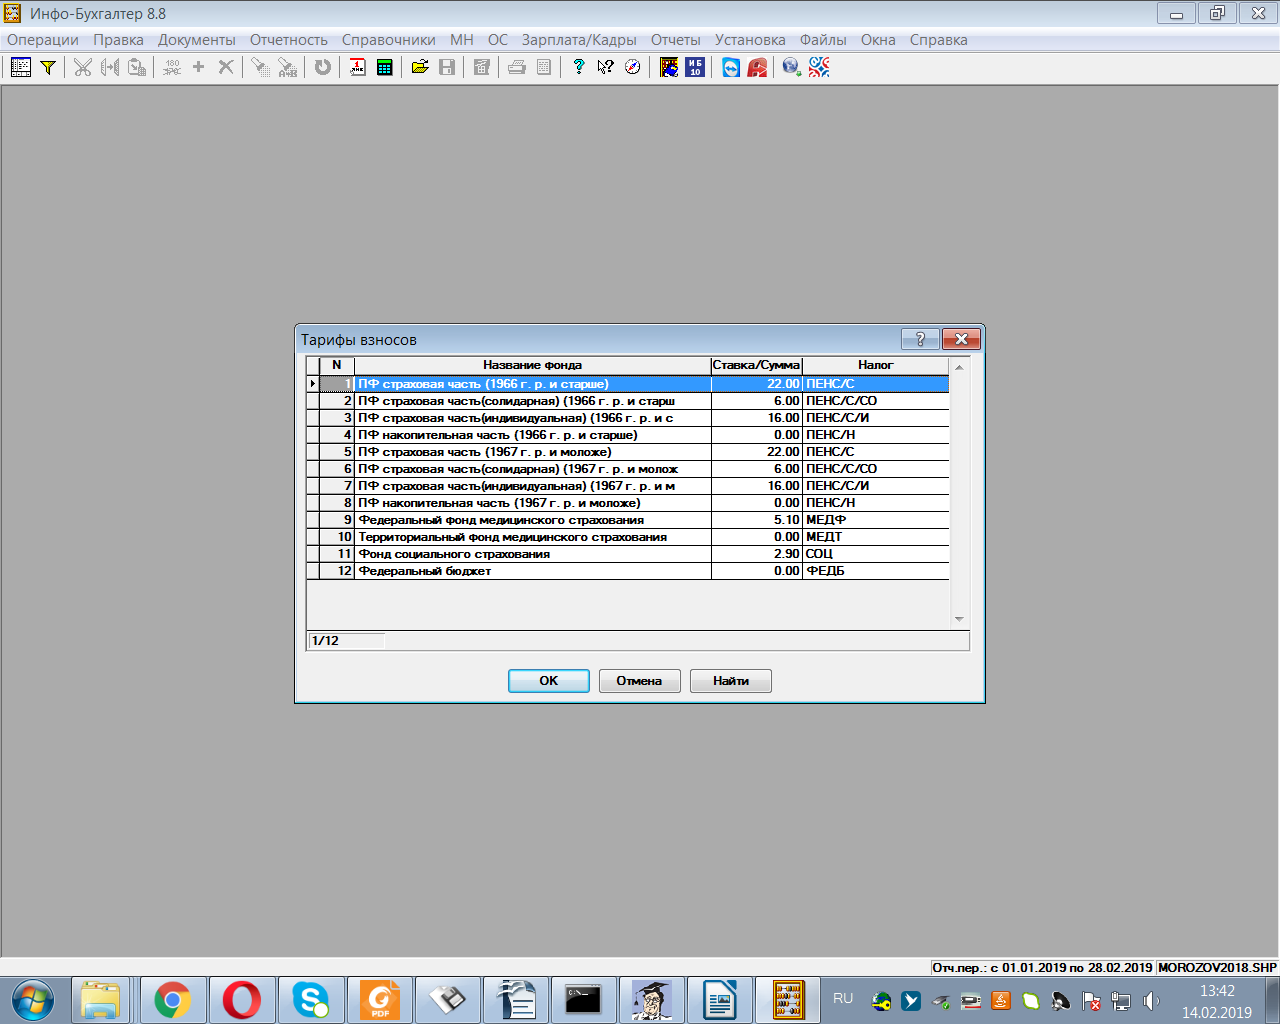 Инфо-Бухгалтер 8.8
Операции Правка Документы Отчетность Справочники МН ОС Зарплата/Кадры Отчеты Установка Файлы Окна Справка
Тарифы взносов
N Название фонда Ставка/Сумма Налог
1 ПФ страховая часть (1966 г. р. и старше) 22.00 ПЕНС/С
2 ПФ страховая часть(солидарная) (1966 г. р. и старш 6.00 ПЕНС/С/СО
3 ПФ страховая часть(индивидуальная) (1966 г. р. и с 16.00 ПЕНС/С/И
4 ПФ накопительная часть (1966 г. р. и старше) 0.00 ПЕНС/Н
5 ПФ страховая часть (1967 г. р. и моложе) 22.00 ПЕНС/С
6 ПФ страховая часть(солидарная) (1967 г. р. и молож 6.00 ПЕНС/С/СО
7 ПФ страховая часть(индивидуальная) (1967 г. р. и м 16.00 ПЕНС/С/И
8 ПФ накопительная часть (1967 г. р. и моложе) 0.00 ПЕНС/Н
9 Федеральный фонд медицинского страхования 5.10 МЕДФ
10 Территориальный фонд медицинского страхования 0.00 МЕДТ
11 Фонд социального страхования 2.90 СОЦ
12 Федеральный бюджет 0.00 ФЕДБ
1/12
ОК Отмена Найти
Отч.пер.: с 01.01.2019 по 28.02.2019 MOROZOV2018.SHP
PDF
RU
13:42
14.02.2019